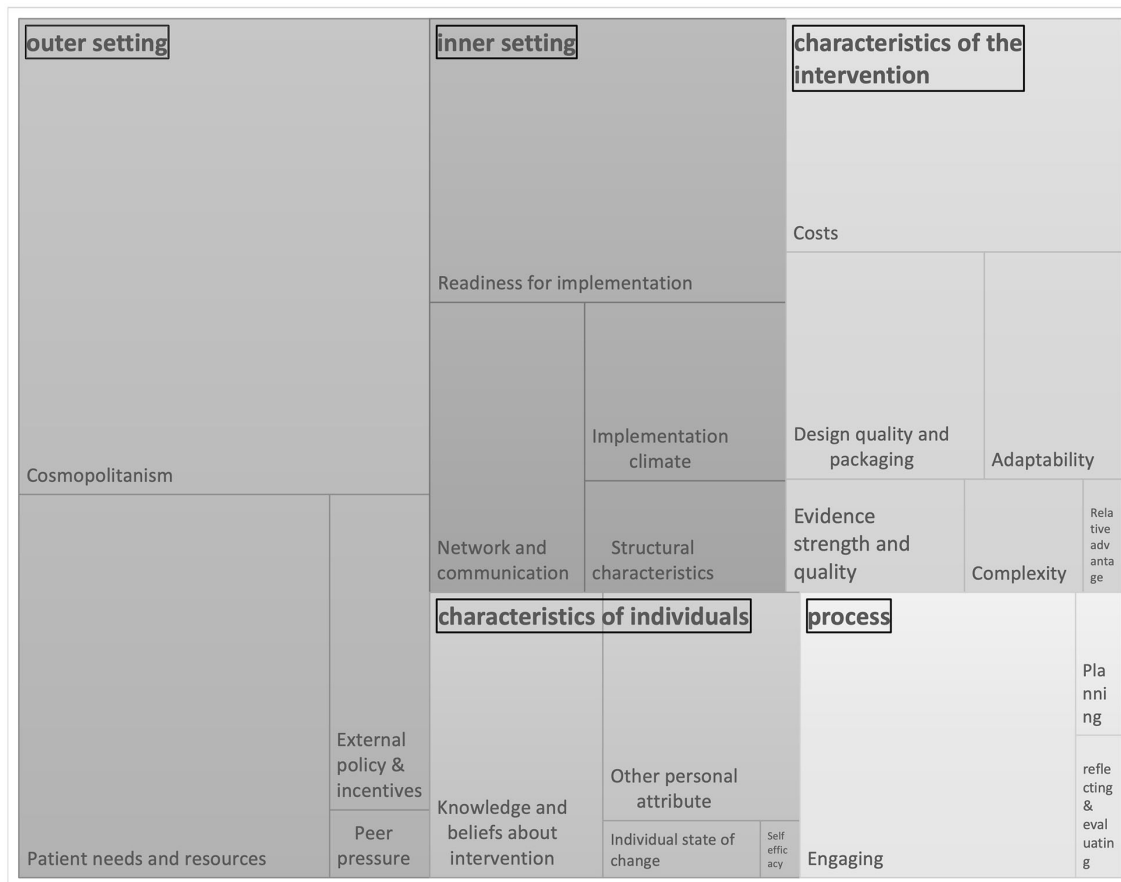 outer setting
Cosmopolitanism
Patient needs and resources
External
policy &
incentives
Peer
pressure
inner setting
Readiness for implementation
Network and
communication
Implementation
climate
Structural
characteristics
characteristics of the
intervention
Costs
Design quality and
packaging
Adaptability
Evidence
strength and
quality
Complexity
Rela
tive
adv
anta
ge
characteristics of individuals
Knowledge and
beliefs about
intervention
Other personal
attribute
Individual state of
change
Self
effic
acy
process
Engaging
Pla
nni
ng
refle
cting
&
eval
uatin
g